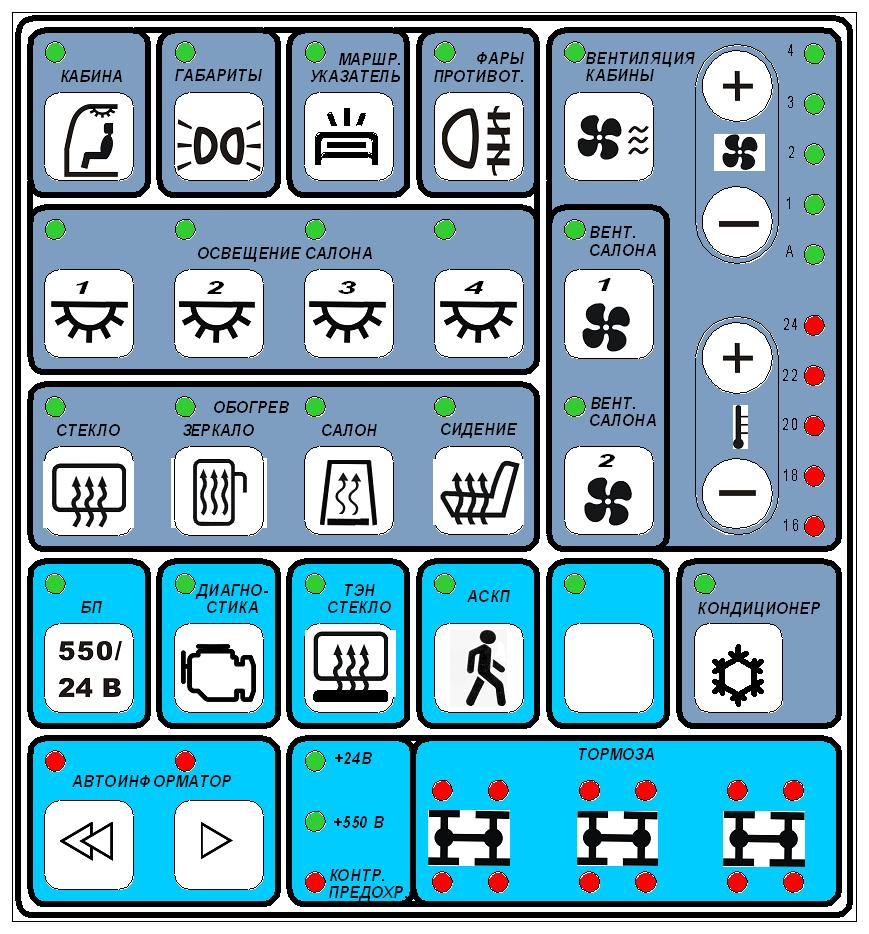 КАБИНА
ГАБАРИТЫ
МАРШР.
УКАЗАТЕЛЬ
ФАРЫ
ПРОТИВОТ.
ВЕНТИЛЯЦИЯ
КАБИНЫ
4
3
2
1
А
ОСВЕЩЕНИЕ САЛОНА
1
2
3
4
ВЕНТ.
САЛОНА
1
24
22
20
18
16
ОБОГРЕВ
СТЕКЛО
ЗЕРКАЛО
САЛОН
СИДЕНИЕ
ВЕНТ.
САЛОНА
2
БП
550/
24 В
ДИАГНО-
СТИКА
ТЭН
СТЕКЛО
АСКП
КОНДИЦИОНЕР
АВТОИНФОРМАТОР
+24В
+550 В
КОНТР.
ПРЕДОХР.
ТОРМОЗА